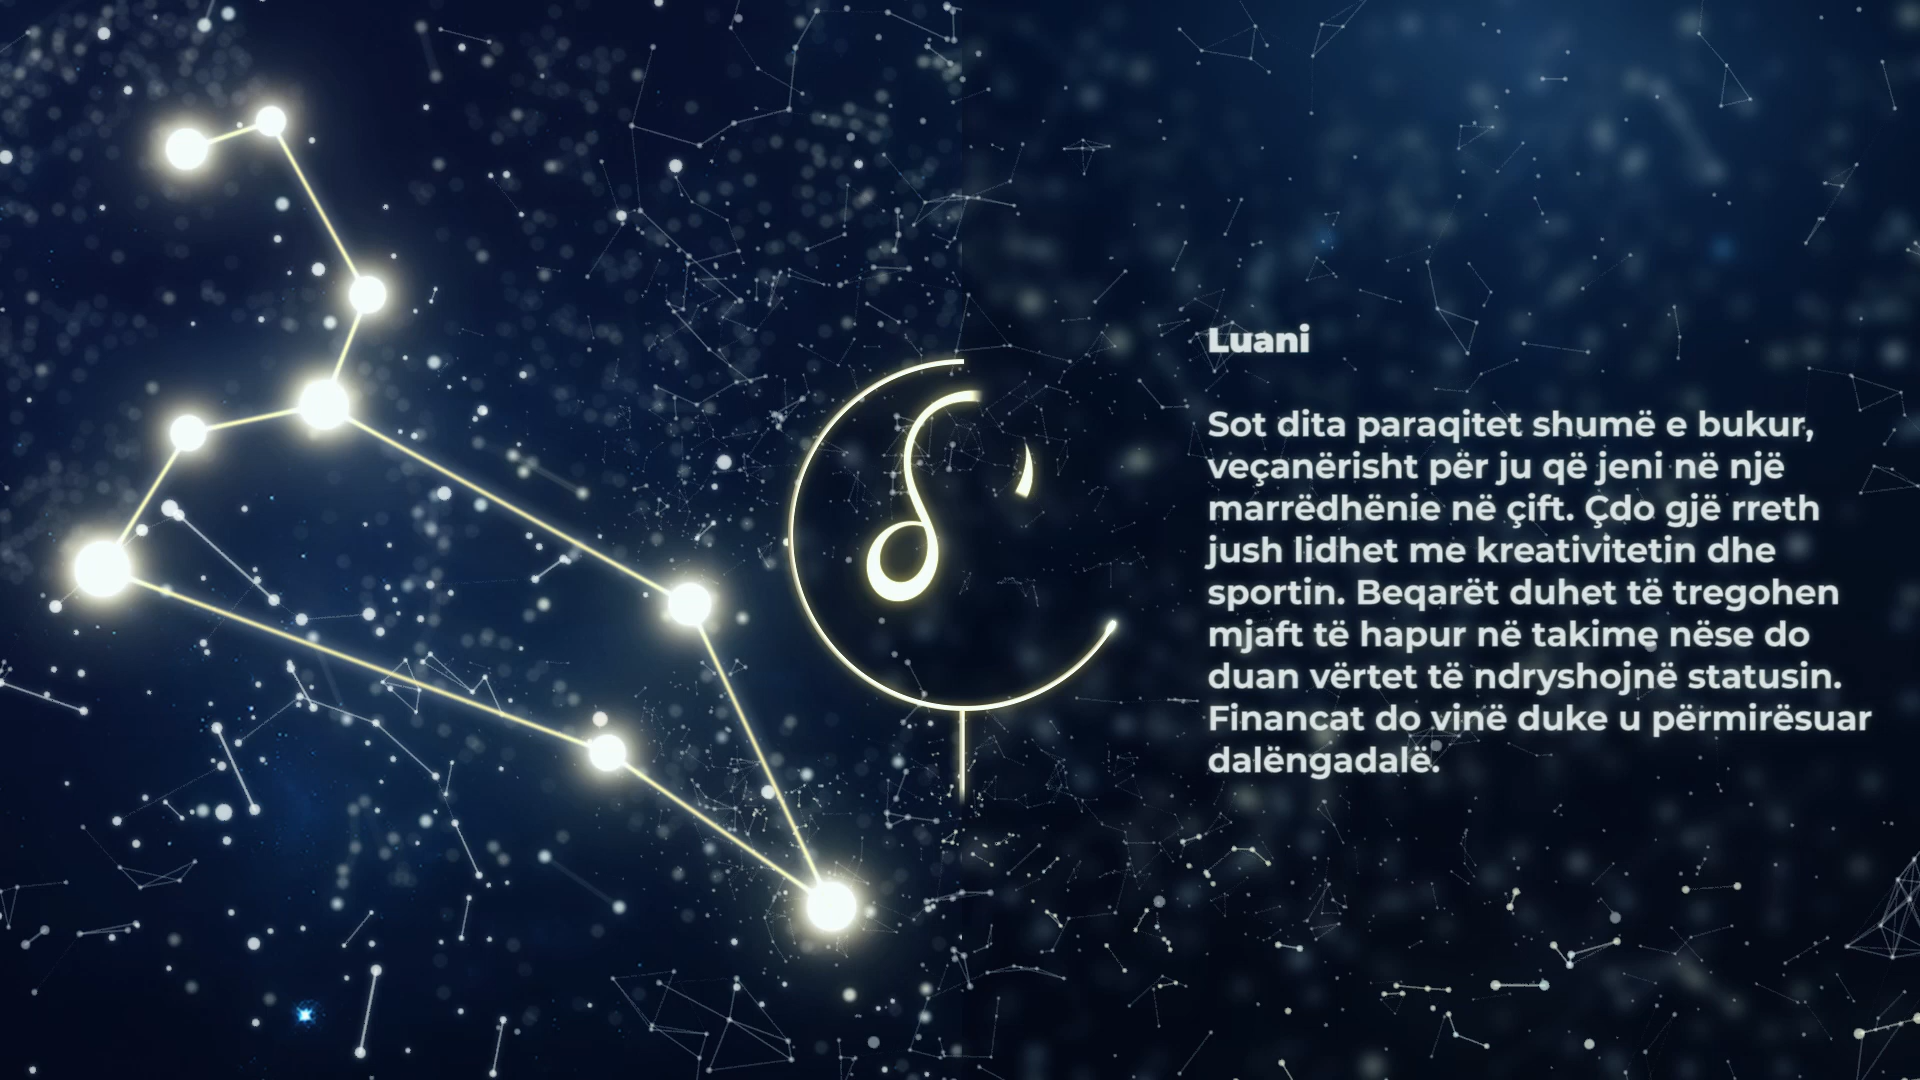 Luani
Sot dita paraqitet shumë e bukur,
veçanërisht për ju që jeni në një
marrëdhënie në çift. Çdo gjë rreth
jush lidhet me kreativitetin dhe
sportin. Beqarët duhet të tregohen
mjaft të hapur në takime nëse do
duan vërtet të ndryshojnë statusin.
Financat do vinë duke u përmirësuar
dalëngadalë.